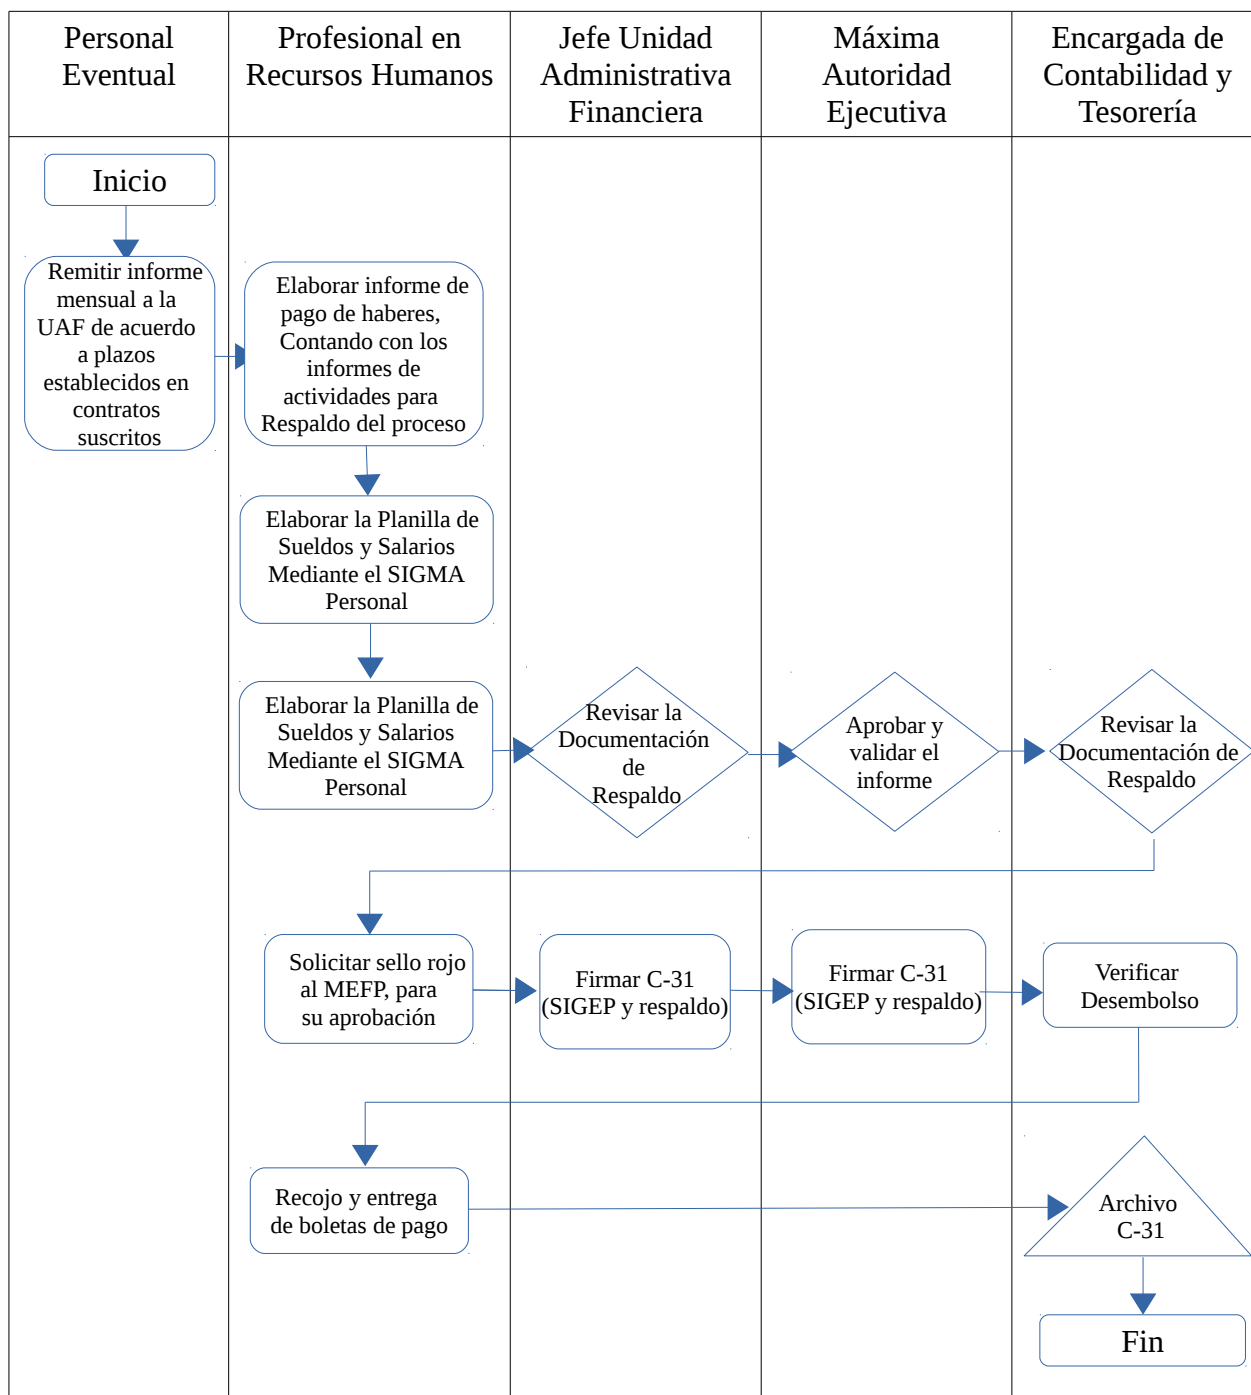 Personal
Eventual
Profesional en
Recursos Humanos
Jefe Unidad
Administrativa
Financiera
Máxima
Autoridad
Ejecutiva
Encargada de
Contabilidad y
Tesorería
Inicio
Remitir informe
mensual a la
UAF de acuerdo
a plazos
establecidos en
contratos
suscritos
Elaborar informe de
pago de haberes,
Contando con los
informes de
actividades para
Respaldo del proceso
Elaborar la Planilla de
Sueldos y Salarios
Mediante el SIGMA
Personal
Elaborar la Planilla de
Sueldos y Salarios
Mediante el SIGMA
Personal
Revisar la
Documentación
de
Respaldo
Aprobar y
validar el
informe
Revisar la
Documentación de
Respaldo
Solicitar sello rojo
al MEFP, para
su aprobación
Firmar C-31
(SIGEP y respaldo)
Firmar C-31
(SIGEP y respaldo)
Verificar
Desembolso
Recojo y entrega
de boletas de pago
Archivo
C-31
Fin